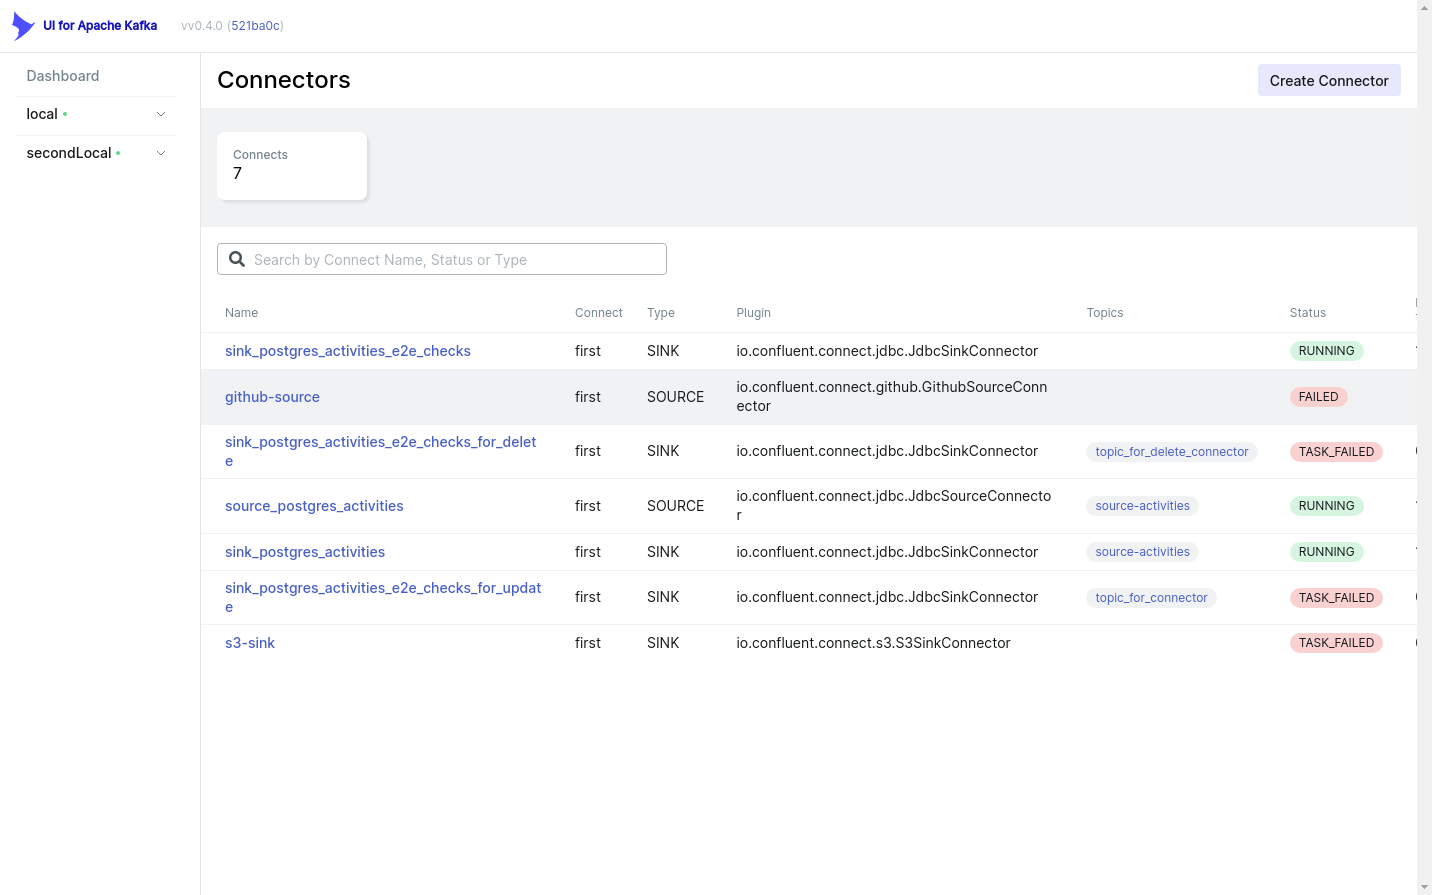 UI for Apache Kafka vv0.4.0 (521ba0c)
Dashboard
local
secondLocal
Connectors
Create Connector
Connects
7
Search by Connect Name, Status or Type
Name Connect Type Plugin Topics Status
sink_postgres_activities_e2e_checks first SINK io.confluent.connect.jdbc.JdbcSinkConnector RUNNING
github-source first SOURCE io.confluent.connect.github.GithubSourceConn FAILED
ector
sink_postgres_activities_e2e_checks_for_delet first SINK io.confluent.connect.jdbc.JdbcSinkConnector topic_for_delete_connector TASK_FAILED
e
source_postgres_activities first SOURCE io.confluent.connect.jdbc.JdbcSourceConnecto source-activities RUNNING
r
sink_postgres_activities first SINK io.confluent.connect.jdbc.JdbcSinkConnector source-activities RUNNING
sink_postgres_activities_e2e_checks_for_updat first SINK io.confluent.connect.jdbc.JdbcSinkConnector topic_for_connector TASK_FAILED
e
s3-sink first SINK io.confluent.connect.s3.S3SinkConnector TASK_FAILED